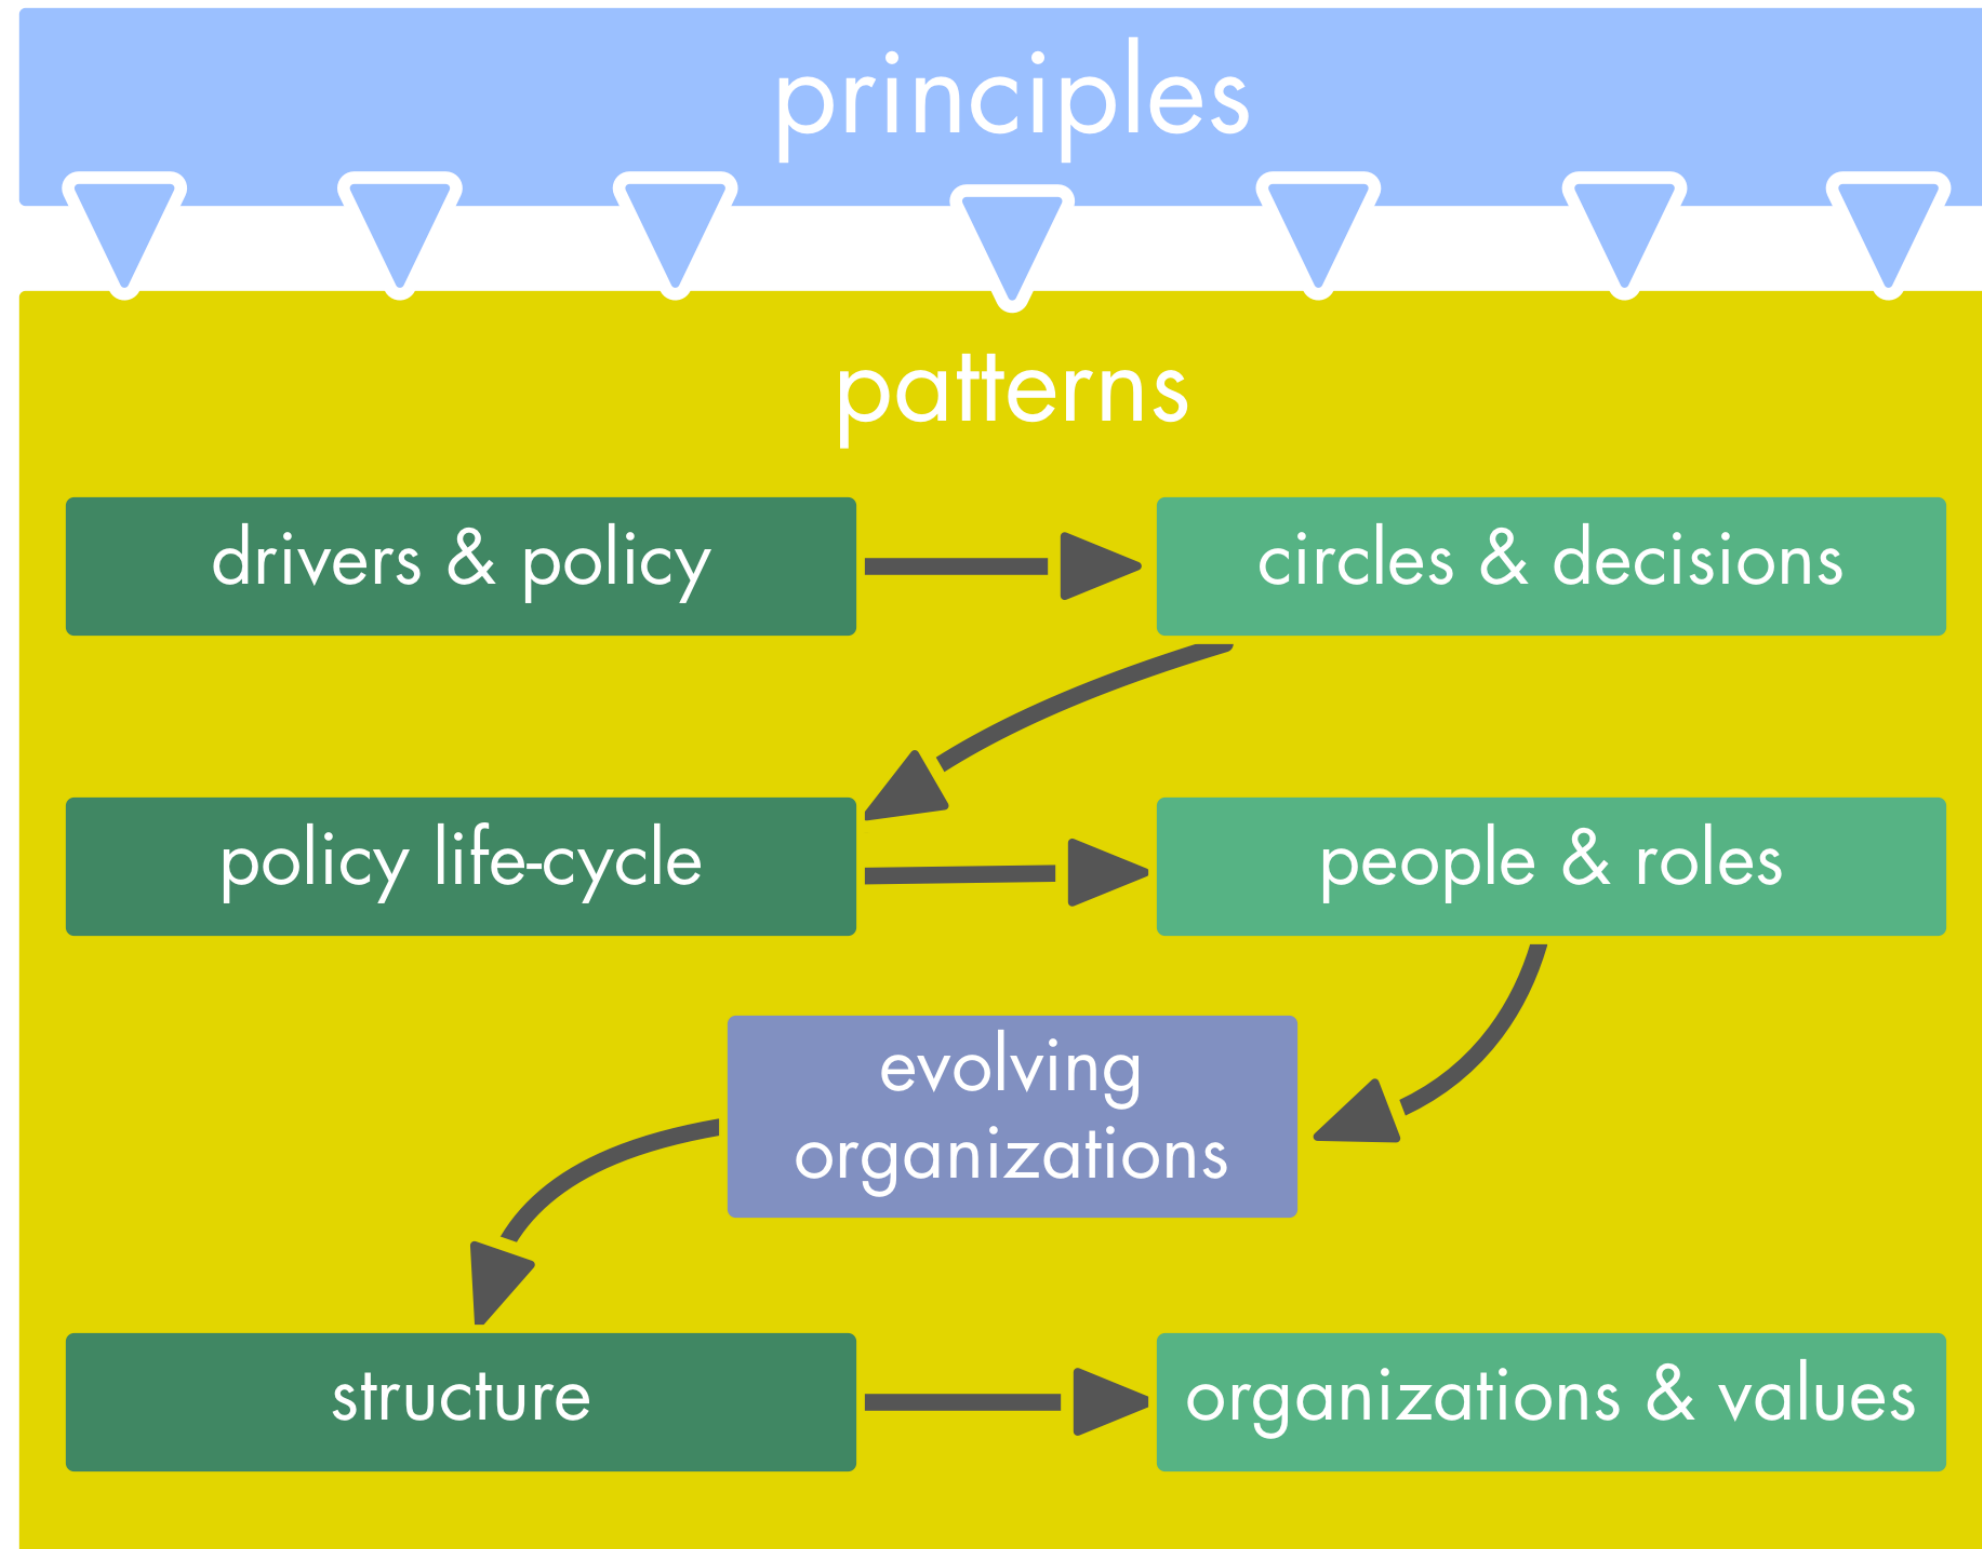 principles
patterns
drivers & policy
circles & decisions
policy life-cycle
people & roles
evolving
organizations
structure
organizations & values